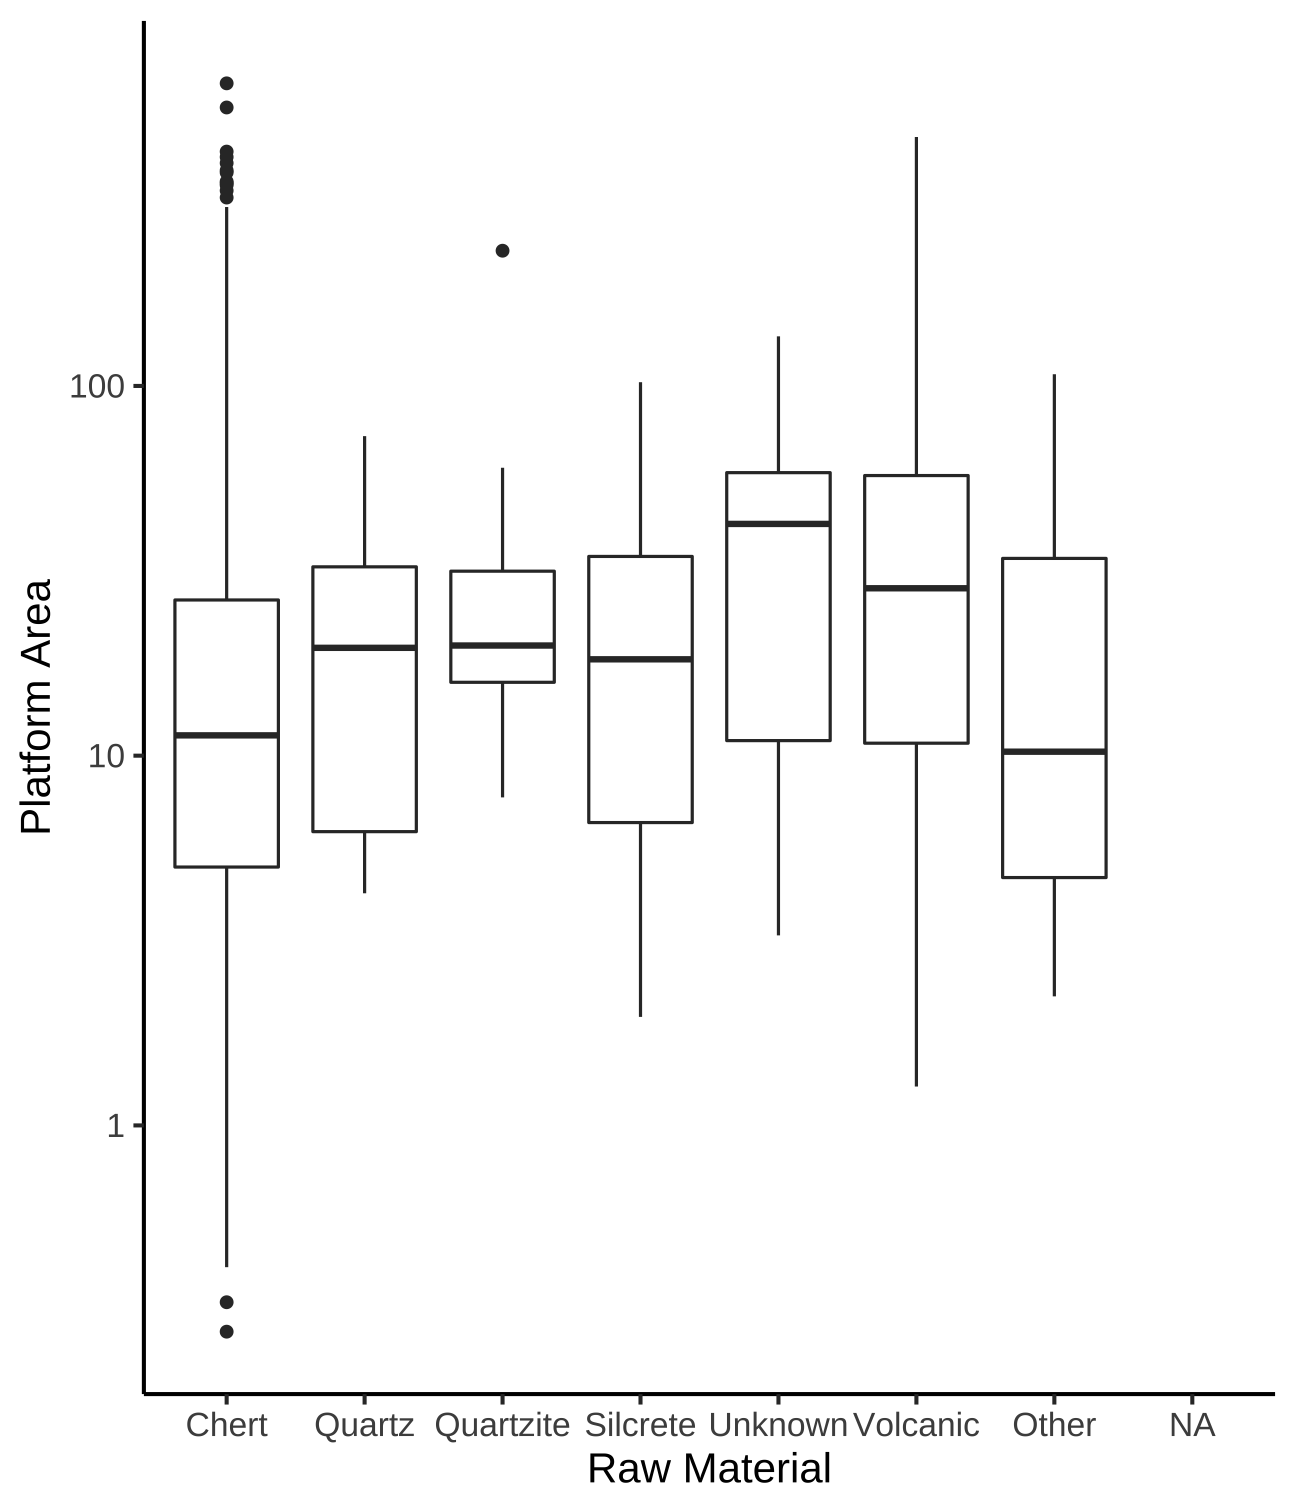 Platform Area
100
10
1
Chert Quartz Quartzite Silcrete Unknown Volcanic Other NA
Raw Material